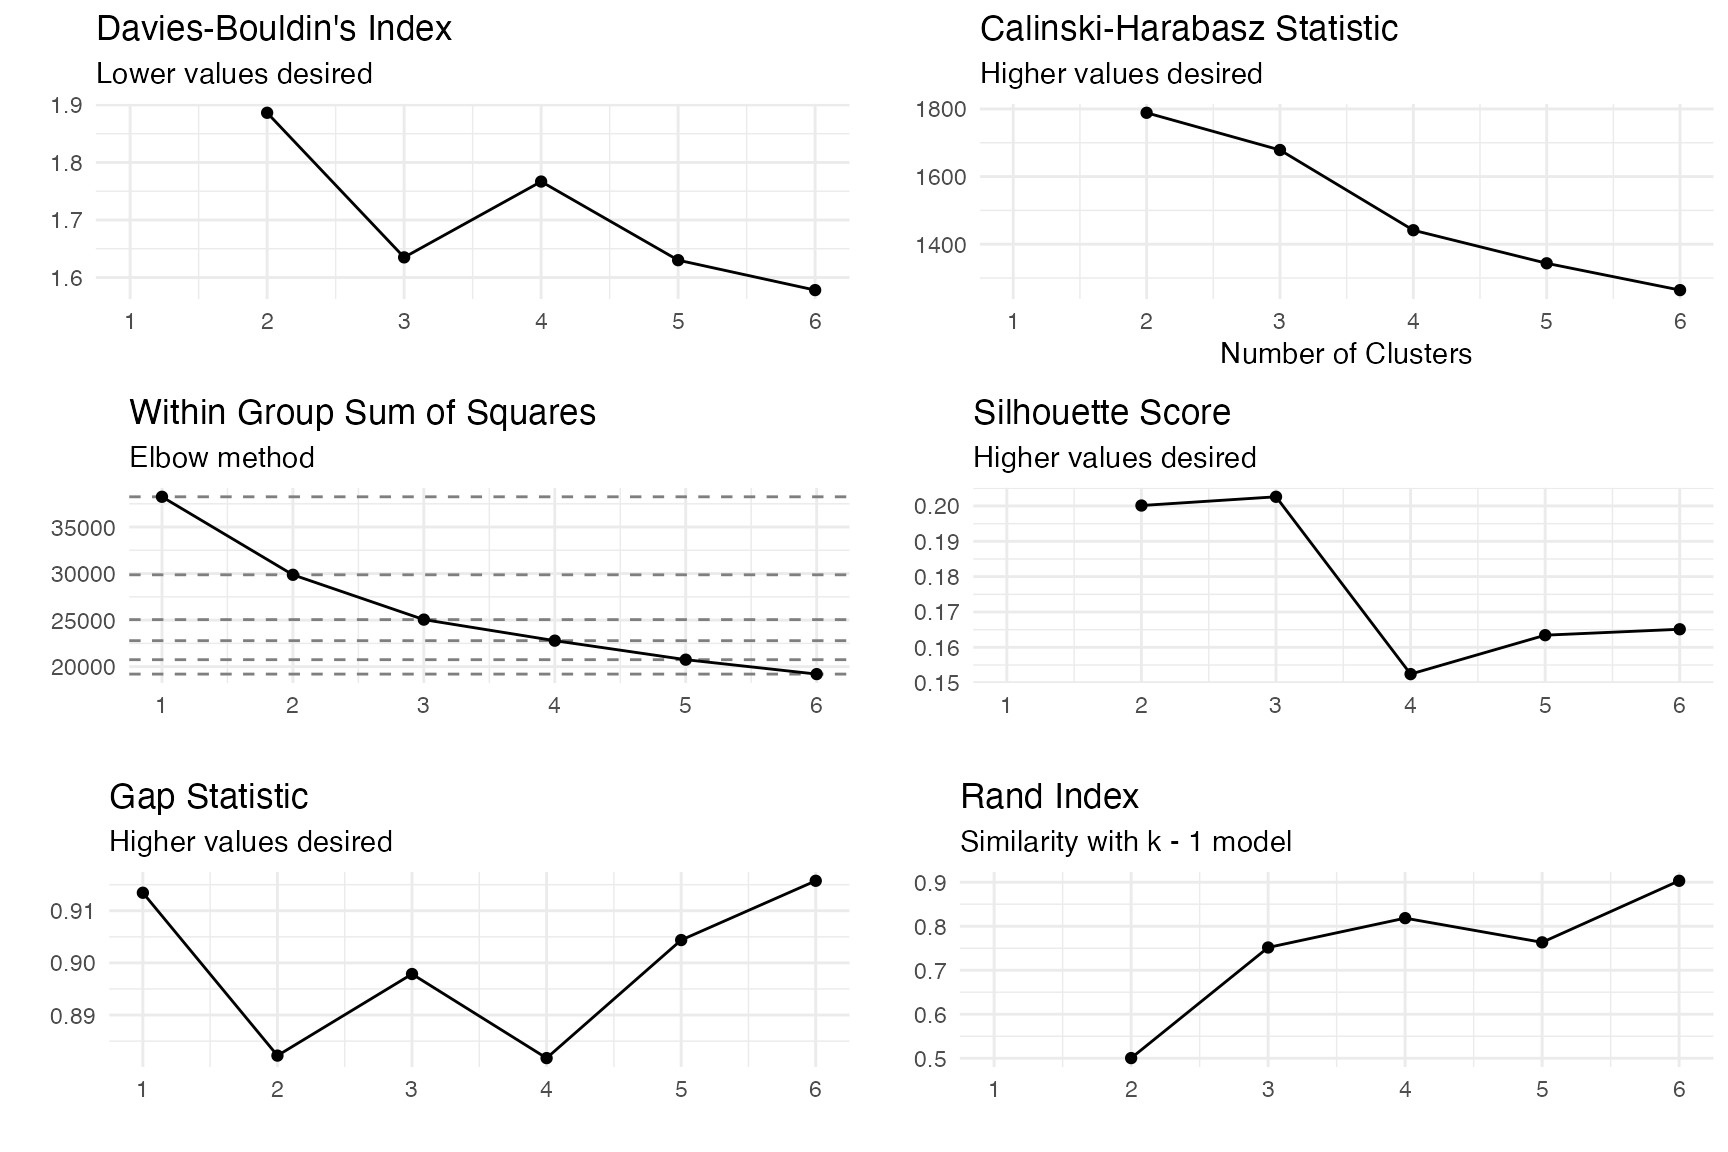 Davies-Bouldin's Index
Lower values desired
1.9
1.8
1.7
1.6
1 2 3 4 5 6
Calinski-Harabasz Statistic
Higher values desired
1800
1600
1400
1 2 3 4 5 6
Number of Clusters
Within Group Sum of Squares
Elbow method
35000
30000
25000
20000
1 2 3 4 5 6
Silhouette Score
Higher values desired
0.20
0.19
0.18
0.17
0.16
0.15
1 2 3 4 5 6
Gap Statistic
Higher values desired
0.91
0.90
0.89
1 2 3 4 5 6
Rand Index
Similarity with k - 1 model
0.9
0.8
0.7
0.6
0.5
1 2 3 4 5 6